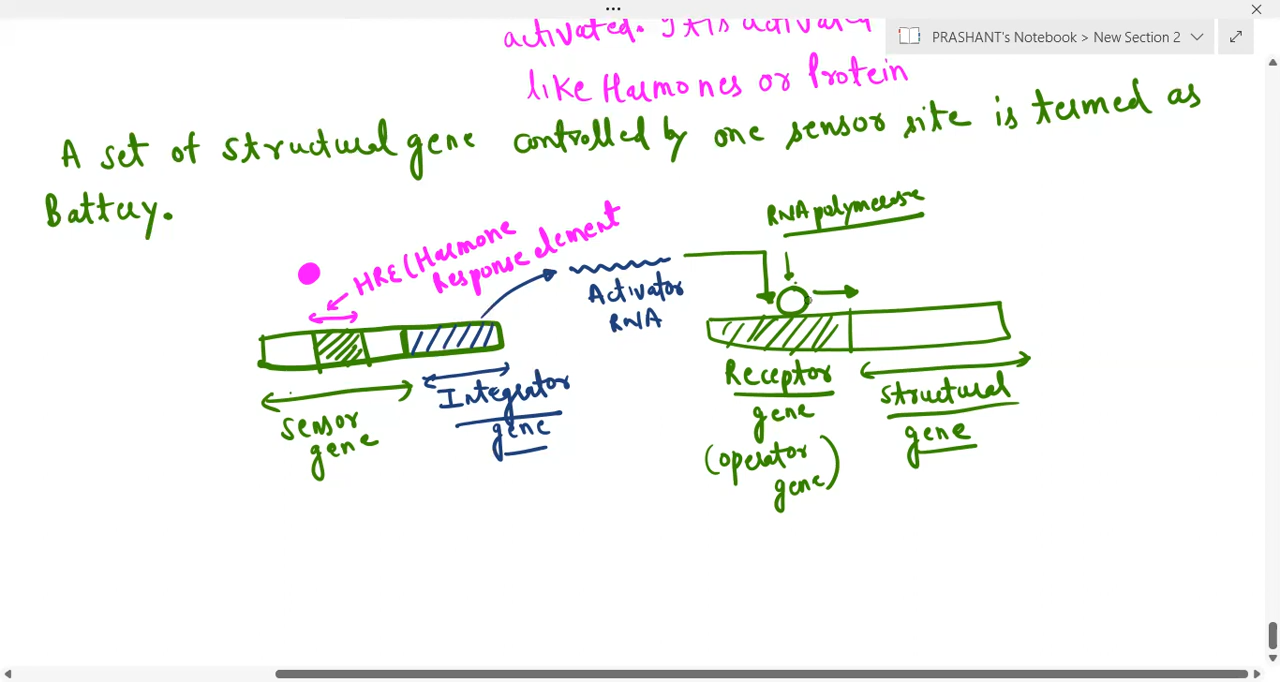 ...
PRASHANT's Notebook > New Section 2
activated. It is activated
like Harmones or Protein
A set of structural gene controlled by one sensor site is termed as
Battery.
RNA polymerase
HRE (Harmone
Response element
Activator
RNA
Sensor
gene
Integrator
gene
Receptor
gene
(operator
gene)
Structural
gene